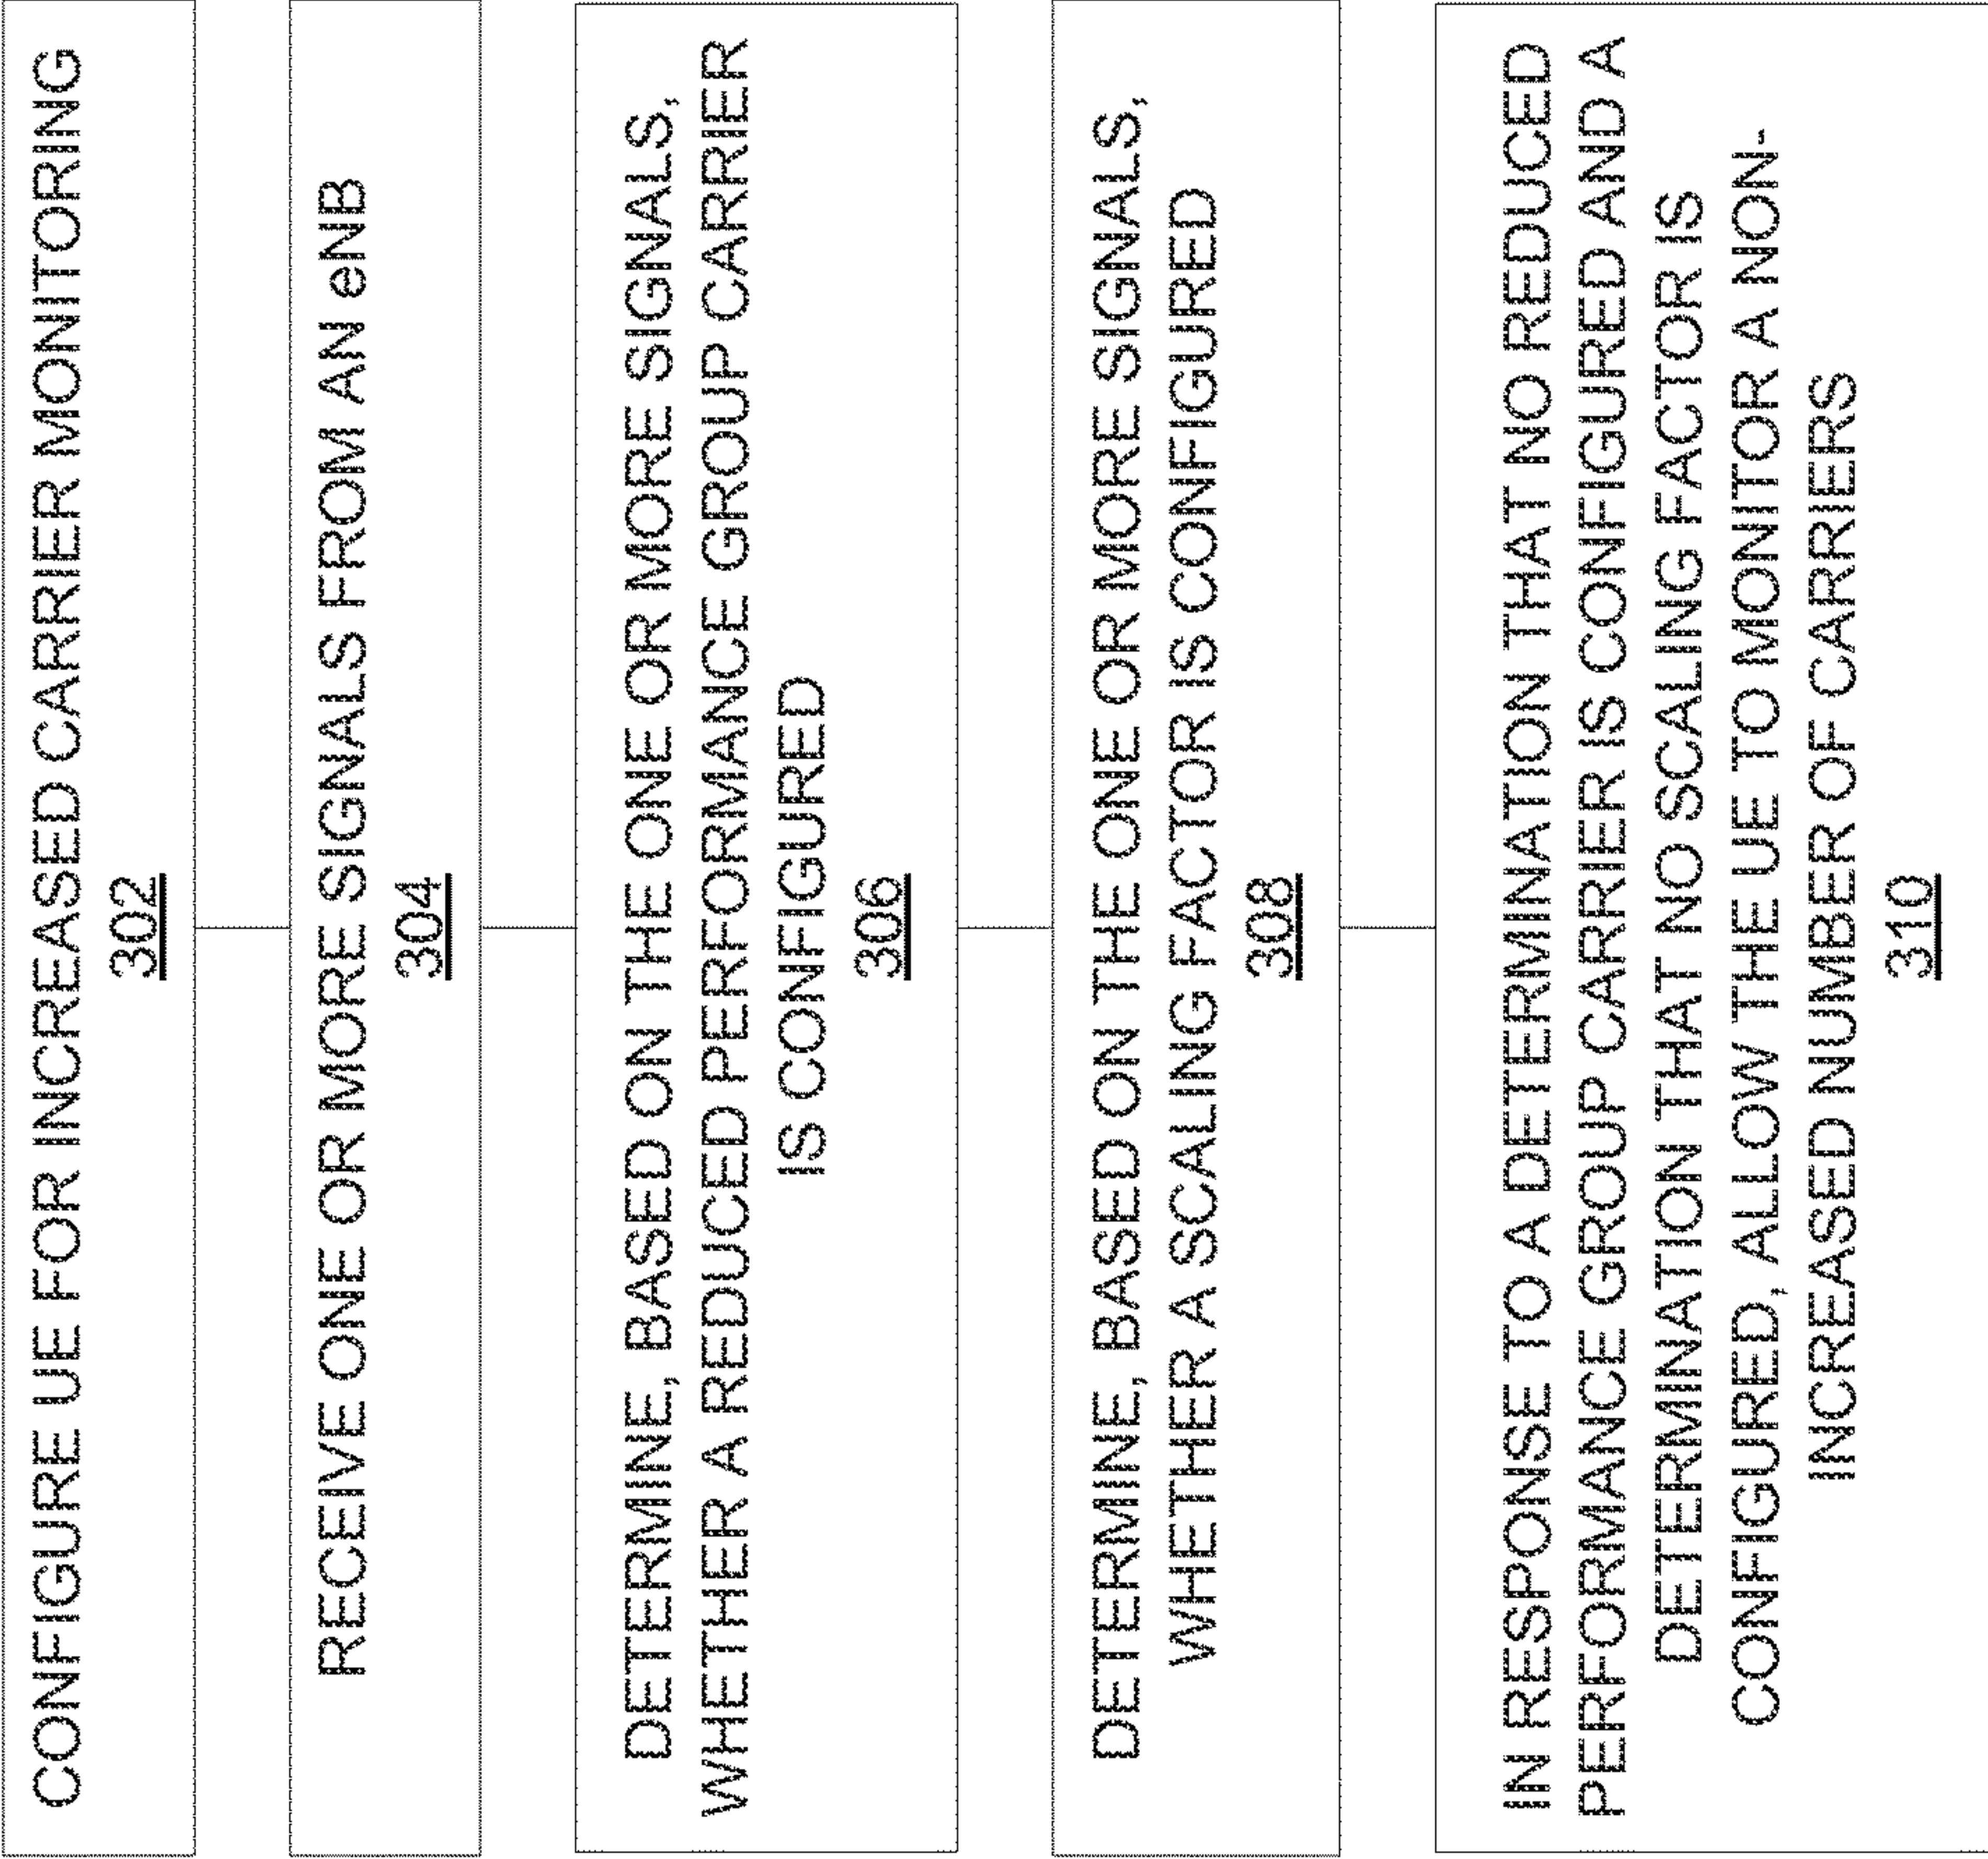 CONFIGURE UE FOR INCREASED CARRIER MONITORING
302
RECEIVE ONE OR MORE SIGNALS FROM AN eNB
304
DETERMINE, BASED ON THE ONE OR MORE SIGNALS,
WHETHER A REDUCED PERFORMANCE GROUP CARRIER
IS CONFIGURED
306
DETERMINE, BASED ON THE ONE OR MORE SIGNALS,
WHETHER A SCALING FACTOR IS CONFIGURED
308
IN RESPONSE TO A DETERMINATION THAT NO REDUCED
PERFORMANCE GROUP CARRIER IS CONFIGURED AND A
DETERMINATION THAT NO SCALING FACTOR IS
CONFIGURED, ALLOW THE UE TO MONITOR A NON-
INCREASED NUMBER OF CARRIERS
310